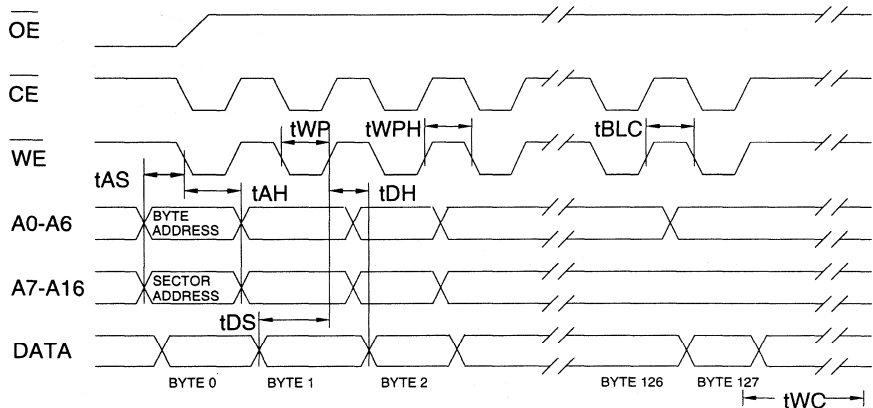 OE
CE
tWP tWPH tBLC
WE
tAS tAH tDH
A0-A6 BYTE ADDRESS
A7-A16 SECTOR ADDRESS
tDS
DATA
BYTE 0 BYTE 1 BYTE 2 BYTE 126 BYTE 127
tWC